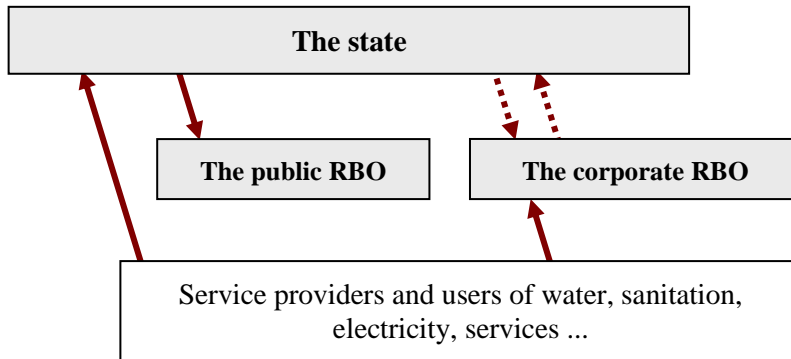 The state
The public RBO
The corporate RBO
Service providers and users of water, sanitation,
electricity, services ...